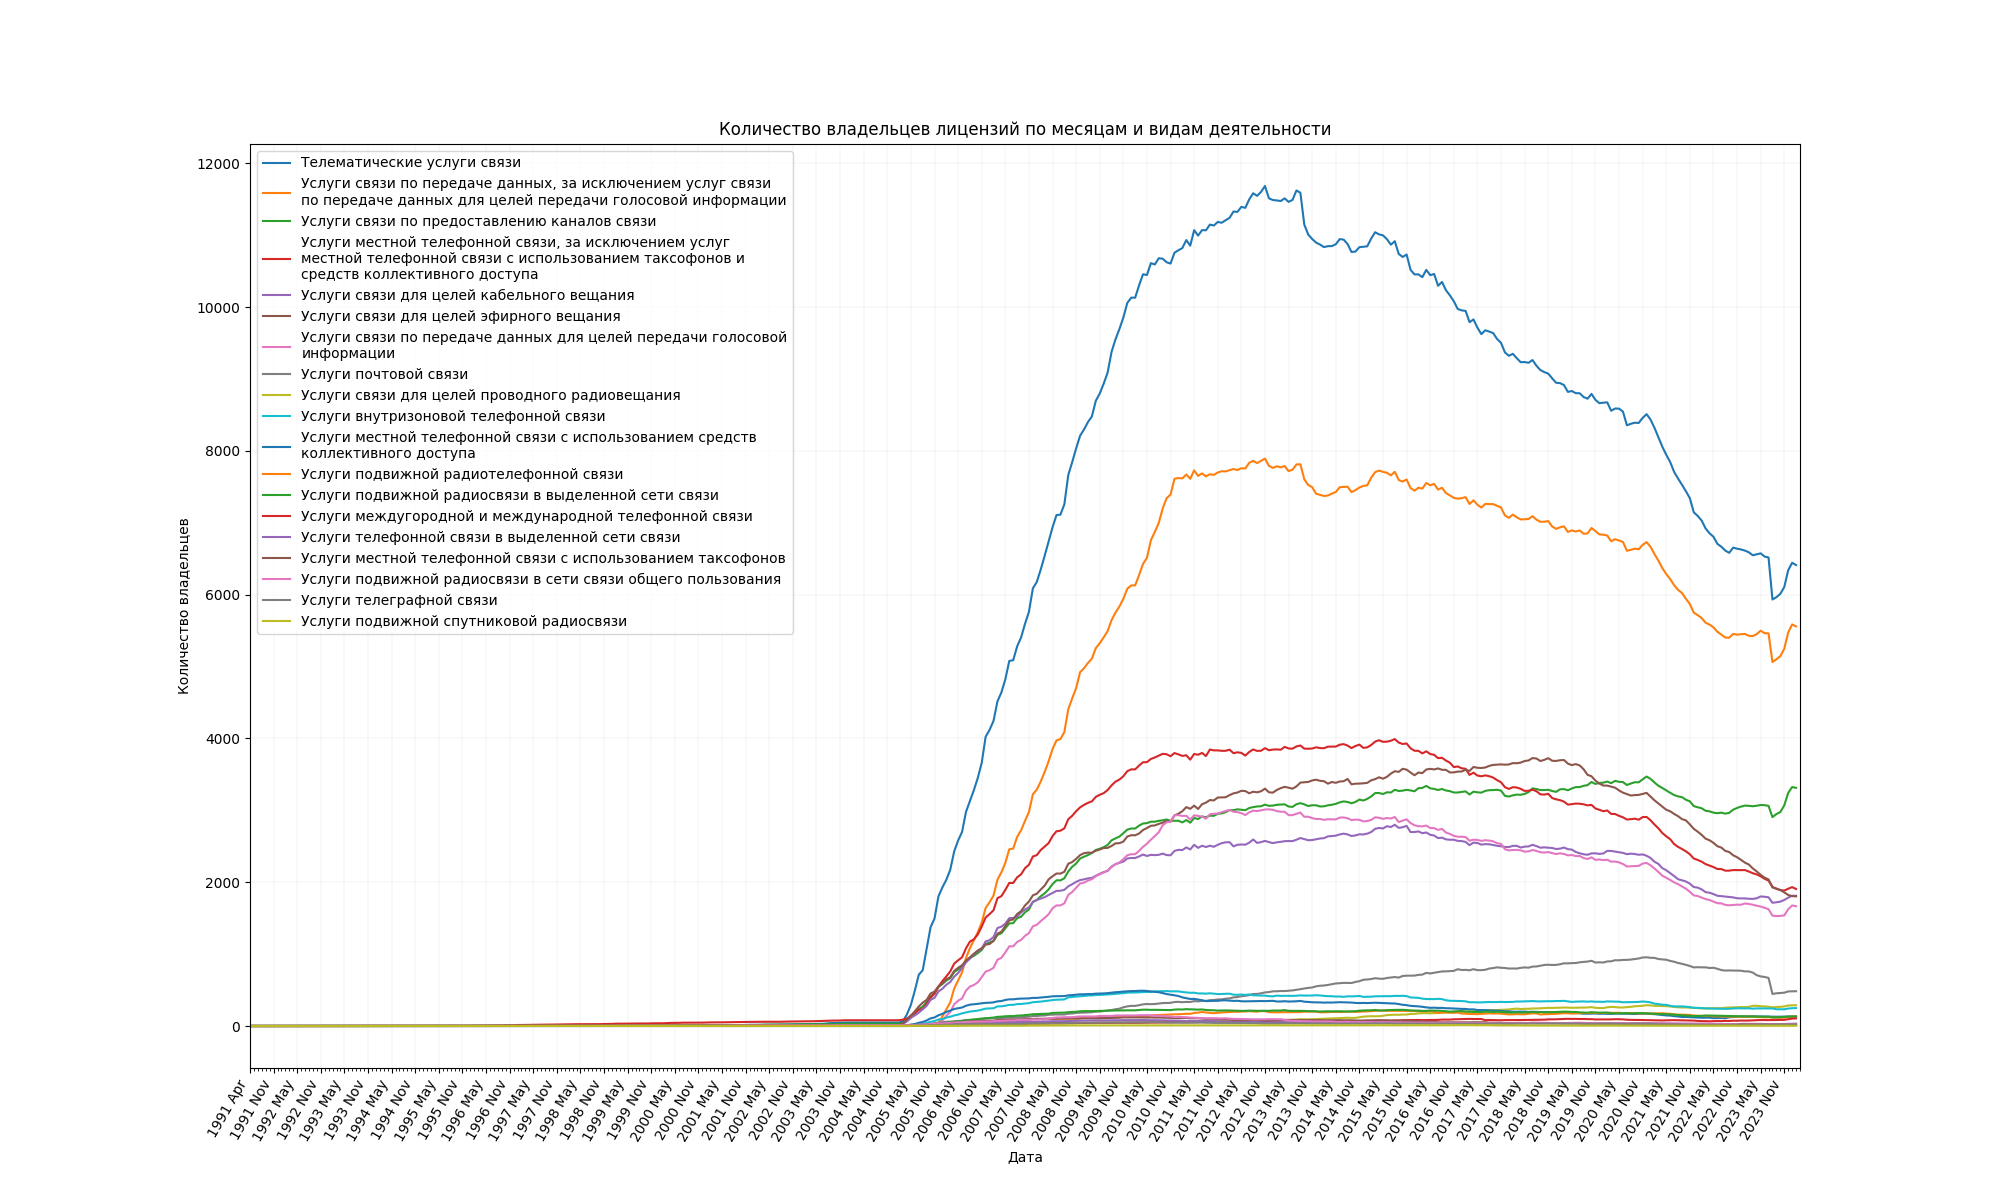 Количество владельцев лицензий по месяцам и видам деятельности
12000
10000
8000
6000
4000
2000
0
Количество владельцев
Телематические услуги связи
Услуги связи по передаче данных, за исключением услуг связи
по передаче данных для целей передачи голосовой информации
Услуги связи по предоставлению каналов связи
Услуги местной телефонной связи, за исключением услуг
местной телефонной связи с использованием таксофонов и
средств коллективного доступа
Услуги связи для целей кабельного вещания
Услуги связи для целей эфирного вещания
Услуги связи по передаче данных для целей передачи голосовой
информации
Услуги почтовой связи
Услуги связи для целей проводного радиовещания
Услуги внутризоновой телефонной связи
Услуги местной телефонной связи с использованием средств
коллективного доступа
Услуги подвижной радиотелефонной связи
Услуги подвижной радиосвязи в выделенной сети связи
Услуги междугородной и международной телефонной связи
Услуги телефонной связи в выделенной сети связи
Услуги местной телефонной связи с использованием таксофонов
Услуги подвижной радиосвязи в сети связи общего пользования
Услуги телеграфной связи
Услуги подвижной спутниковой радиосвязи
1991 Apr
1991 Nov
1992 May
1992 Nov
1993 May
1993 Nov
1994 May
1994 Nov
1995 May
1995 Nov
1996 May
1996 Nov
1997 May
1997 Nov
1998 May
1998 Nov
1999 May
1999 Nov
2000 May
2000 Nov
2001 May
2001 Nov
2002 May
2002 Nov
2003 May
2003 Nov
2004 May
2004 Nov
2005 May
2005 Nov
2006 May
2006 Nov
2007 May
2007 Nov
2008 May
2008 Nov
2009 May
2009 Nov
2010 May
2010 Nov
2011 May
2011 Nov
2012 May
2012 Nov
2013 May
2013 Nov
2014 May
2014 Nov
2015 May
2015 Nov
2016 May
2016 Nov
2017 May
2017 Nov
2018 May
2018 Nov
2019 May
2019 Nov
2020 May
2020 Nov
2021 May
2021 Nov
2022 May
2022 Nov
2023 May
2023 Nov
Дата